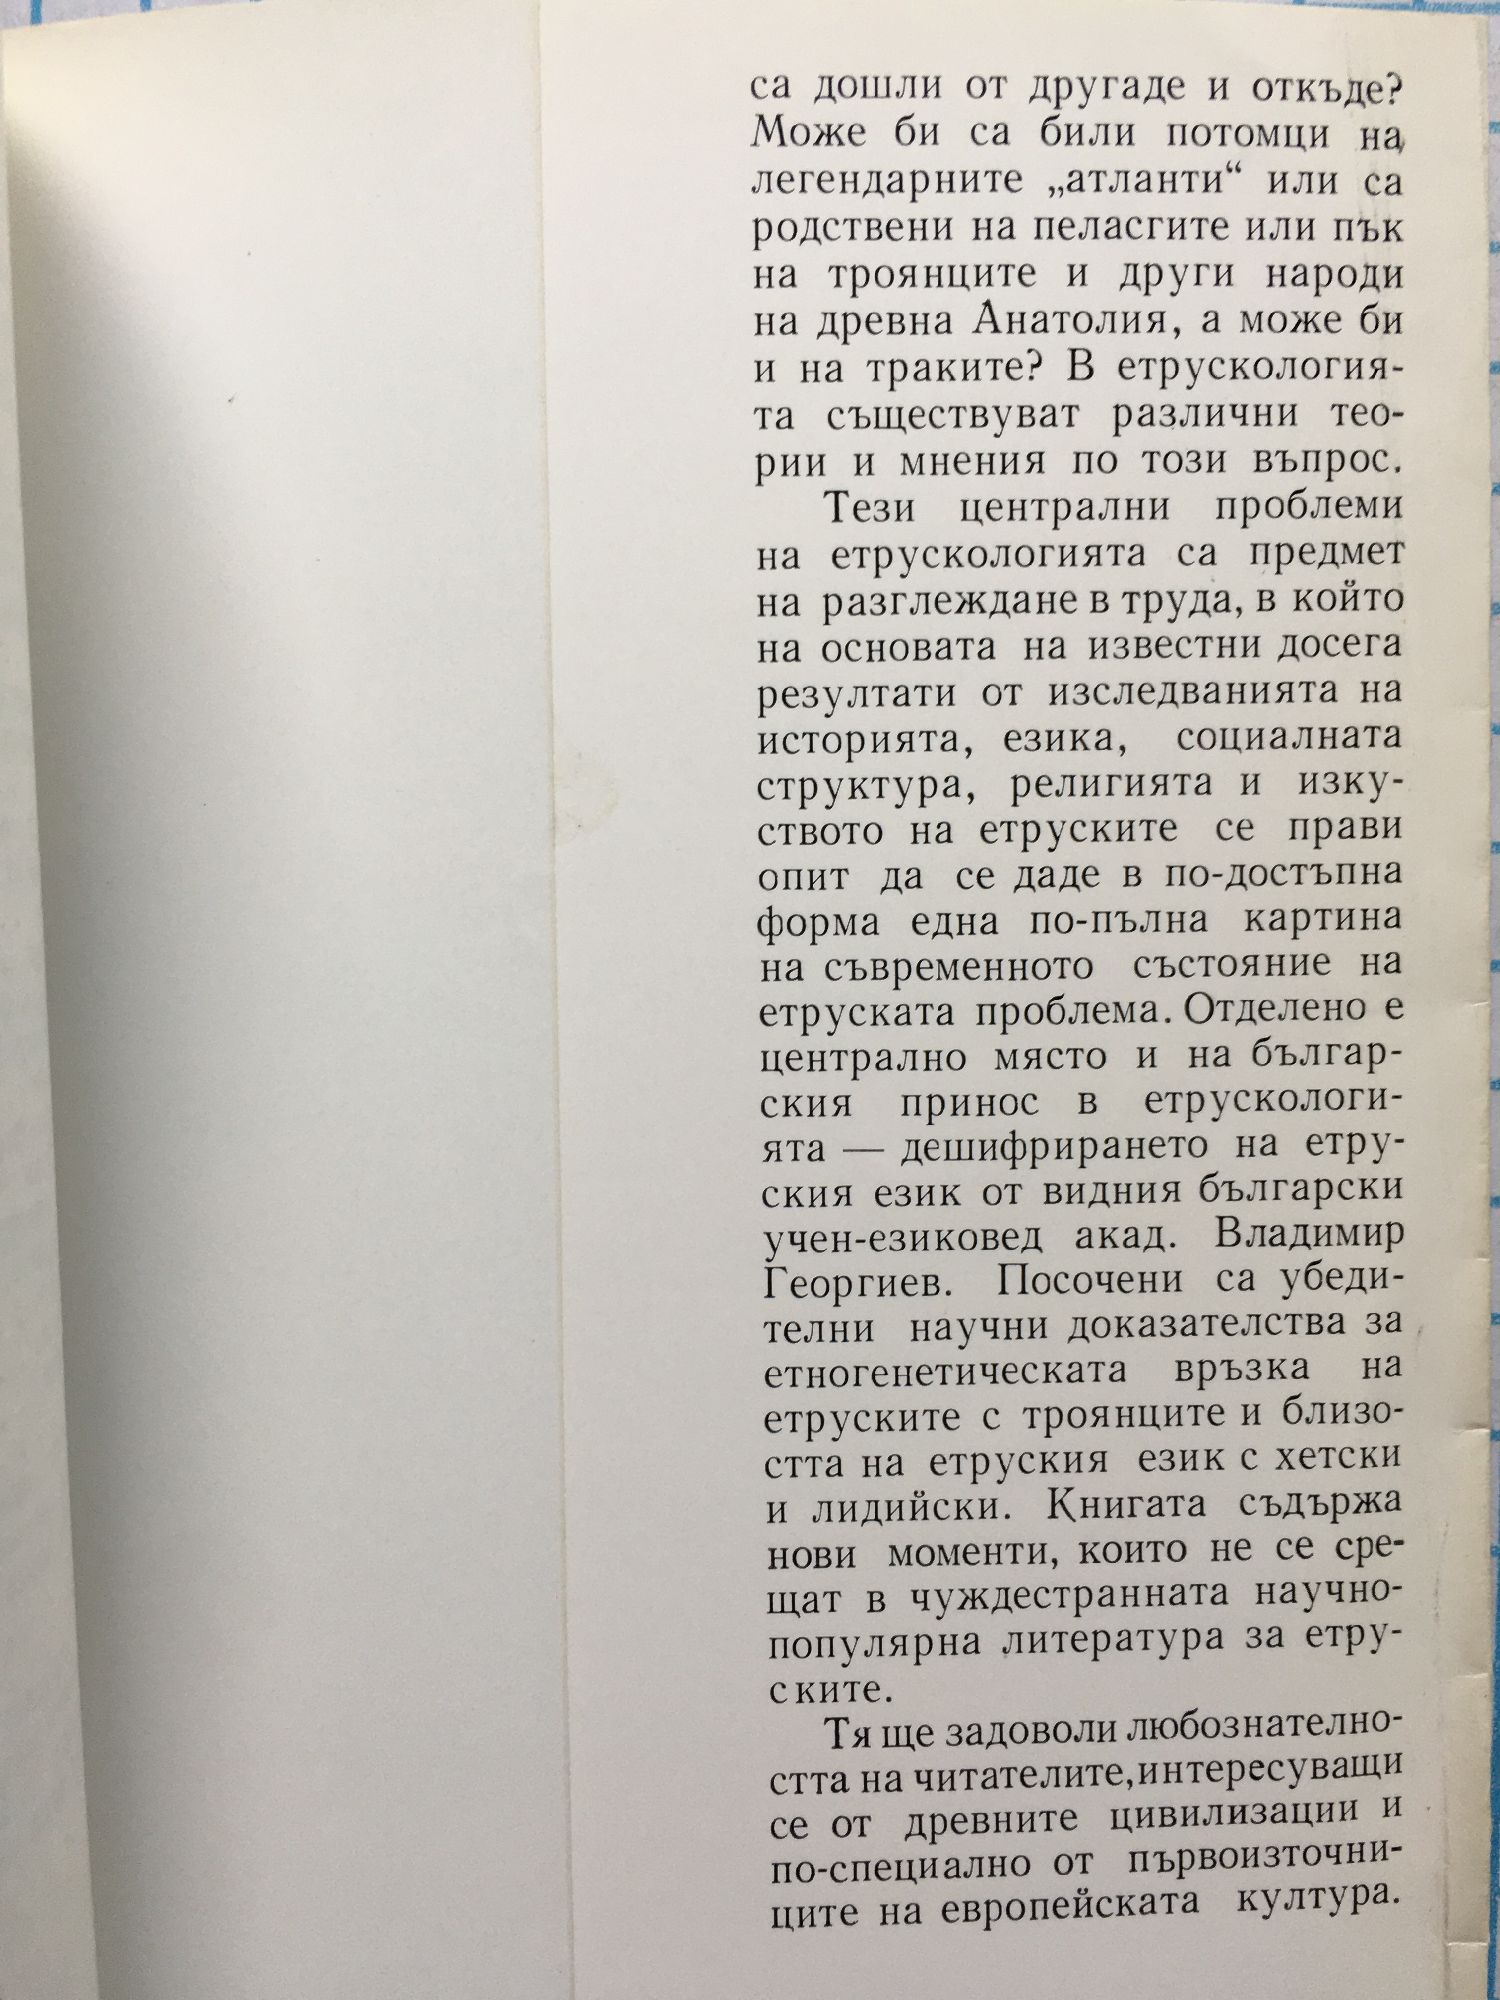 са дошли от другаде и откъде?
Може би са били потомци на
легендарните „атланти“ или са
родствени на пеласгите или пък
на троянците и други народи
на древна Анатолия, а може би
и на траките? В етрускология-
та съществуват различни тео-
рии и мнения по този въпрос.
Тези централни проблеми
на етрускологията са предмет
на разглеждане в труда, в който
на основата на известни досега
резултати от изследванията на
историята, езика, социалната
структура, религията и изку-
ството на етруските се прави
опит да се даде в по-достъпна
форма една по-пълна картина
на съвременното състояние на
етруската проблема. Отделено е
централно място и на българ-
ския принос в етрускологи-
ята — дешифрирането на етру-
ския език от видния български
учен-езиковед акад. Владимир
Георгиев. Посочени са убеди-
телни научни доказателства за
етногенетическата връзка на
етруските с троянците и близо-
стта на етруския език с хетски
и лидийски. Книгата съдържа
нови моменти, които не се сре-
щат в чуждестранната научно-
популярна литература за етру-
ските.
Тя ще задоволи любознателно-
стта на читателите,интересуващи
се от древните цивилизации и
по-специално от първоизточни-
ците на европейската култура.